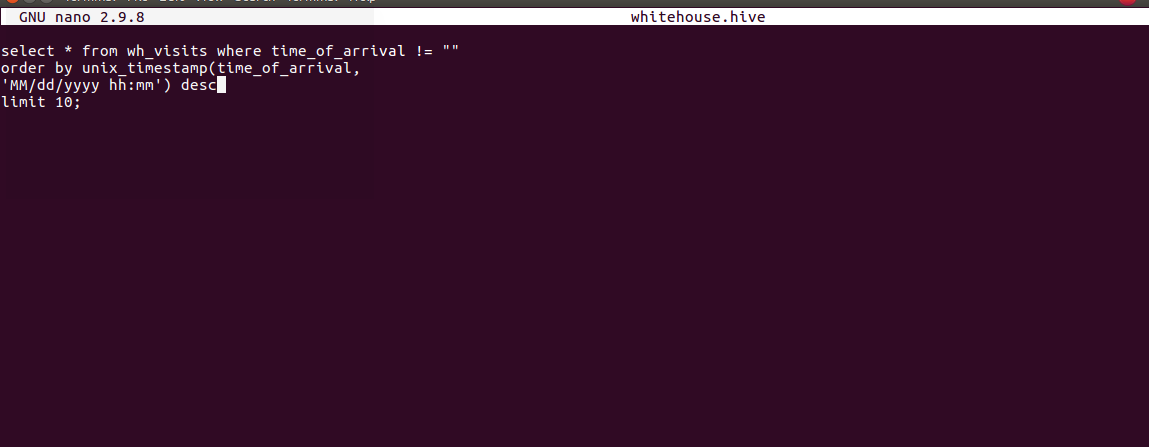 GNU nano 2.9.8 whitehouse.hive
select * from wh_visits where time_of_arrival != ""
order by unix_timestamp(time_of_arrival,
'MM/dd/yyyy hh:mm') desc
limit 10;